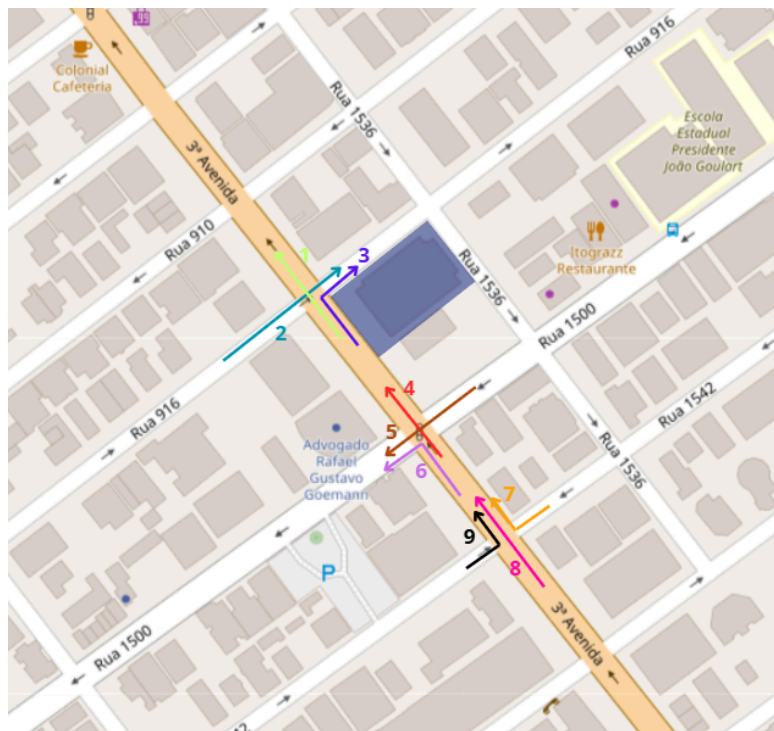 Colonial
Cafeteria
Rua 916
Rua 1536
Escola
Estadual
Presidente
João Goulart
3ª Avenida
Rua 910
1
3
2
Itograzz
Restaurante
Rua 1536
Rua 1500
4
5
6
Rua 916
Advogado
Rafael
Gustavo
Goemann
Rua 1542
Rua 1536
7
9
8
P
Rua 1500
3ª Avenida